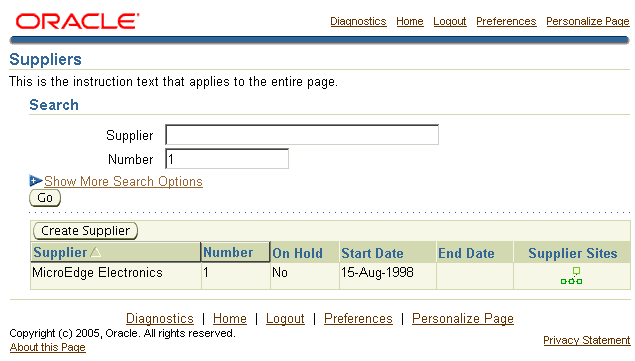 ORACLE
Diagnostics Home Logout Preferences Personalize Page
Suppliers
This is the instruction text that applies to the entire page.
Search
Supplier
Number 1
Show More Search Options
Go
Create Supplier
Supplier Number On Hold Start Date End Date Supplier Sites
MicroEdge Electronics 1 No 15-Aug-1998
Diagnostics | Home | Logout | Preferences | Personalize Page
Copyright (c) 2005, Oracle. All rights reserved.
About this Page Privacy Statement